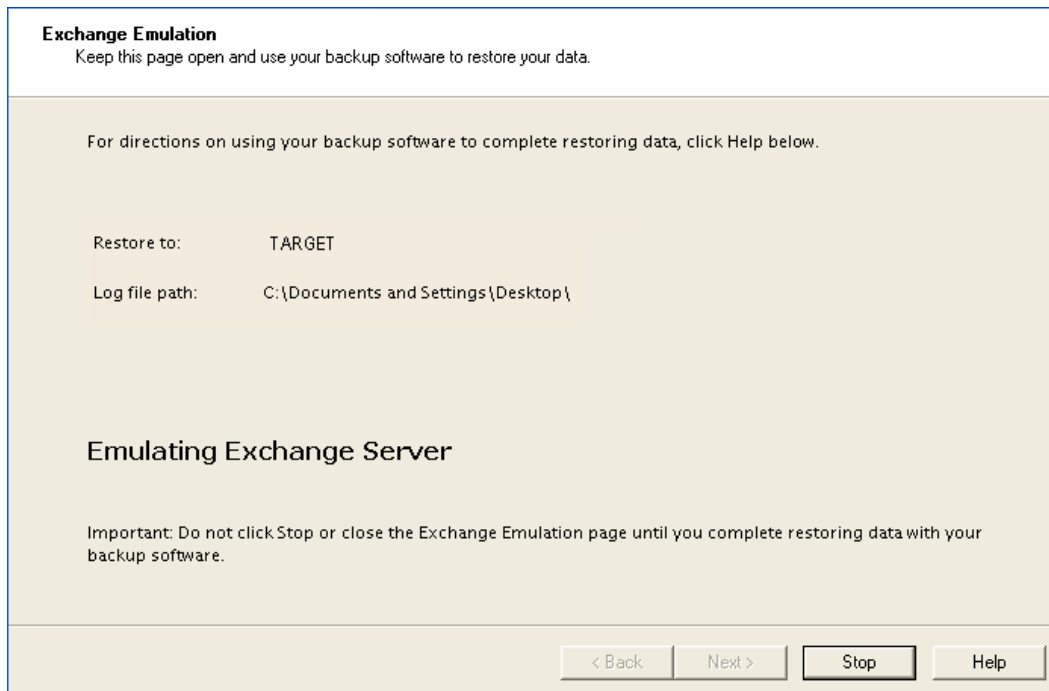 Exchange Emulation
Keep this page open and use your backup software to restore your data.
For directions on using your backup software to complete restoring data, click Help below.
Restore to: TARGET
Log file path: C:\Documents and Settings\Desktop\
Emulating Exchange Server
Important: Do not click Stop or close the Exchange Emulation page until you complete restoring data with your
backup software.
< Back Next > Stop Help